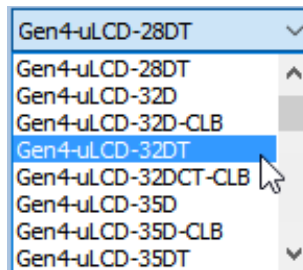 Gen4-uLCD-28DT
Gen4-uLCD-28DT
Gen4-uLCD-32D
Gen4-uLCD-32D-CLB
Gen4-uLCD-32DT
Gen4-uLCD-32DCT-CLB
Gen4-uLCD-35D
Gen4-uLCD-35D-CLB
Gen4-uLCD-35DT